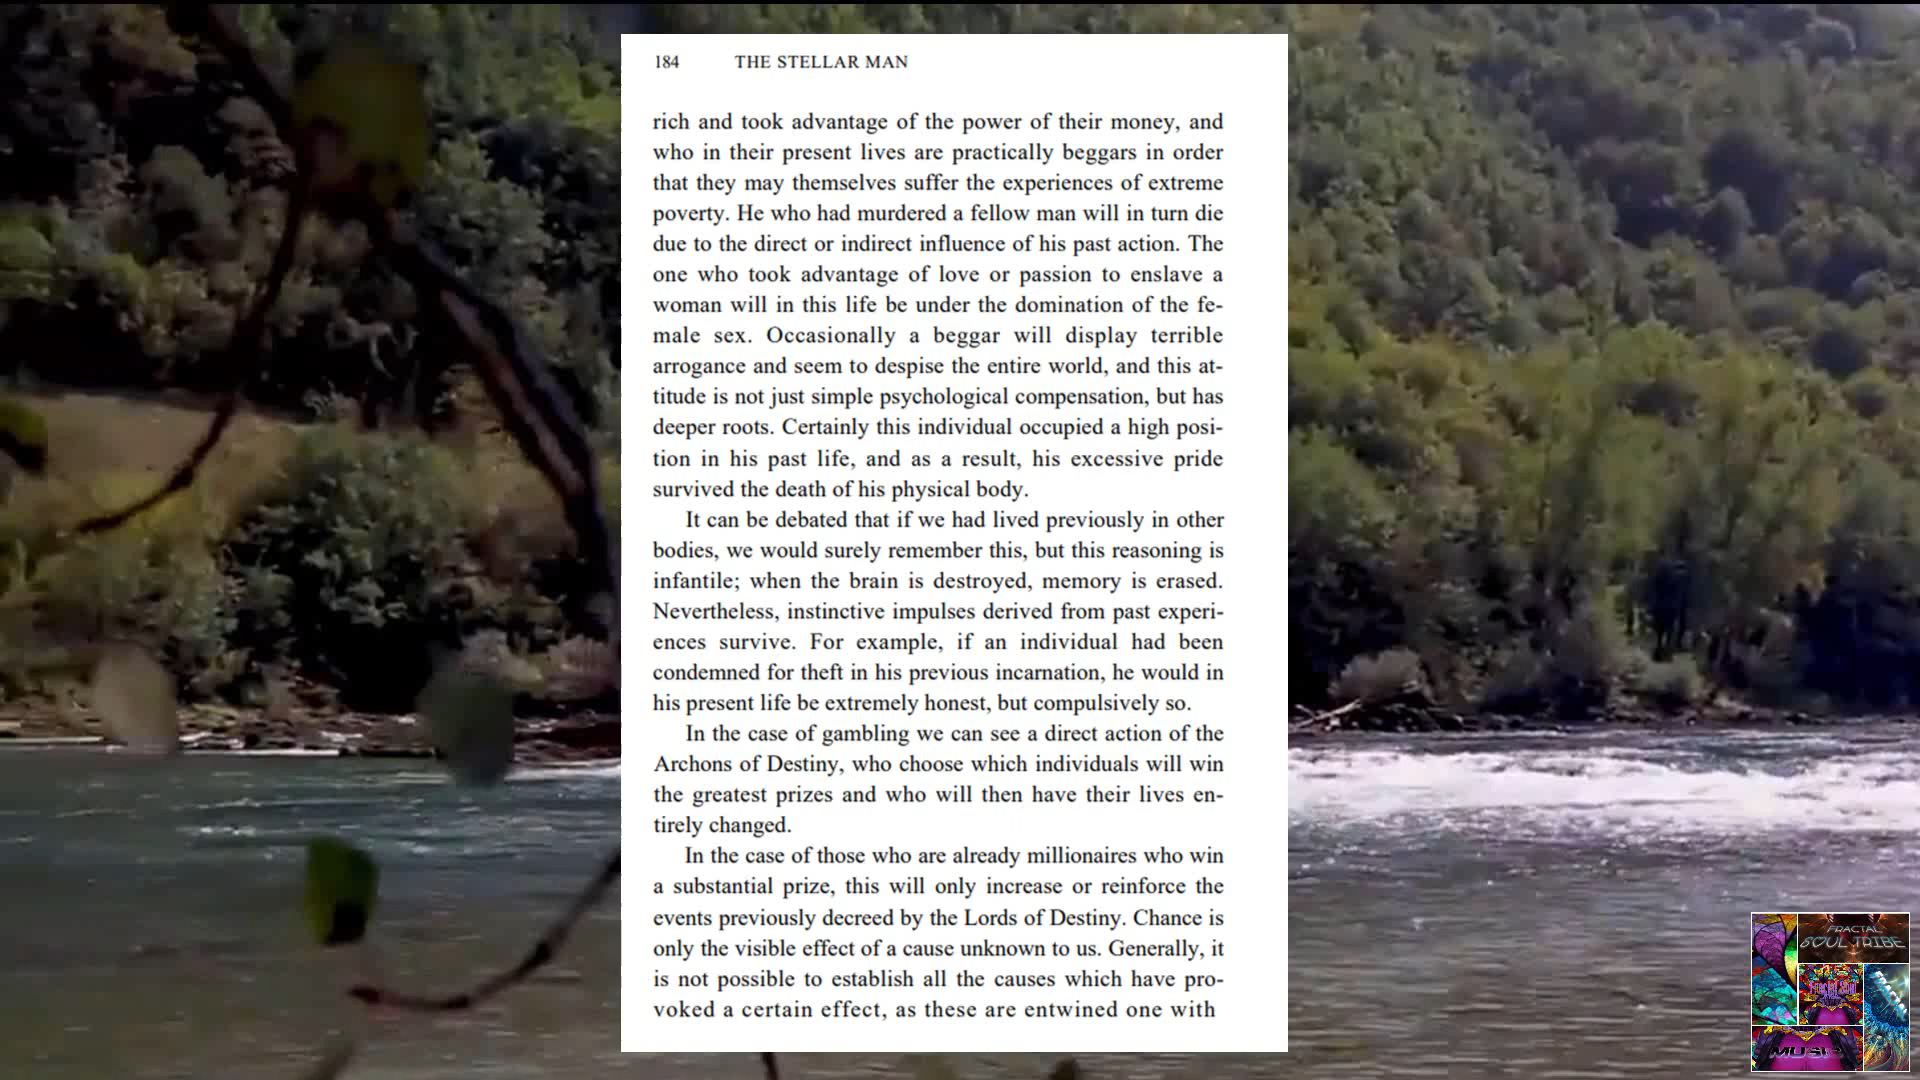 184 THE STELLAR MAN
rich and took advantage of the power of their money, and
who in their present lives are practically beggars in order
that they may themselves suffer the experiences of extreme
poverty. He who had murdered a fellow man will in turn die
due to the direct or indirect influence of his past action. The
one who took advantage of love or passion to enslave a
woman will in this life be under the domination of the fe-
male sex. Occasionally a beggar will display terrible
arrogance and seem to despise the entire world, and this at-
titude is not just simple psychological compensation, but has
deeper roots. Certainly this individual occupied a high posi-
tion in his past life, and as a result, his excessive pride
survived the death of his physical body.
It can be debated that if we had lived previously in other
bodies, we would surely remember this, but this reasoning is
infantile; when the brain is destroyed, memory is erased.
Nevertheless, instinctive impulses derived from past experi-
ences survive. For example, if an individual had been
condemned for theft in his previous incarnation, he would in
his present life be extremely honest, but compulsively so.
In the case of gambling we can see a direct action of the
Archons of Destiny, who choose which individuals will win
the greatest prizes and who will then have their lives en-
tirely changed.
In the case of those who are already millionaires who win
a substantial prize, this will only increase or reinforce the
events previously decreed by the Lords of Destiny. Chance is
only the visible effect of a cause unknown to us. Generally, it
is not possible to establish all the causes which have pro-
voked a certain effect, as these are entwined one with
FRACTAL
SOUL TRIBE
Fractal Soul
MUSIC